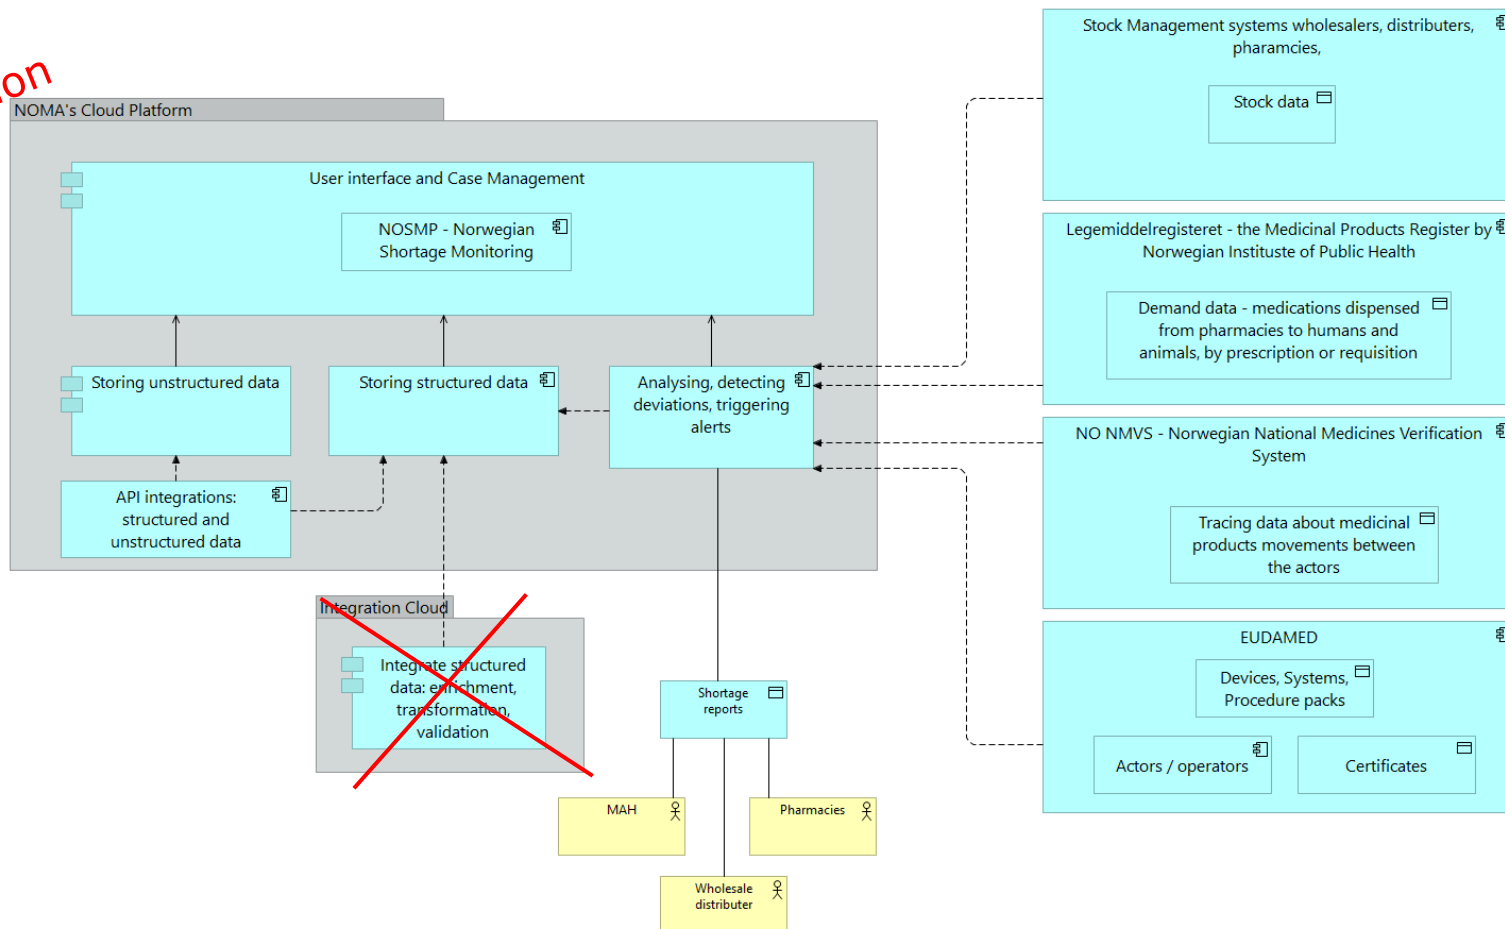 on
NOMA's Cloud Platform
User interface and Case Management
NOSMP - Norwegian
Shortage Monitoring
Storing unstructured data
Storing structured data
Analysing, detecting
deviations, triggering
alerts
API integrations:
structured and
unstructured data
Integration Cloud
Integrate structured
data: enrichment,
transformation,
validation
Shortage
reports
MAH
Pharmacies
Wholesale
distributer
Stock Management systems wholesalers, distributers,
pharamcies,
Stock data
Legemiddelregisteret - the Medicinal Products Register by
Norwegian Instituste of Public Health
Demand data - medications dispensed
from pharmacies to humans and
animals, by prescription or requisition
NO NMVS - Norwegian National Medicines Verification
System
Tracing data about medicinal
products movements between
the actors
EUDAMED
Devices, Systems,
Procedure packs
Actors / operators
Certificates